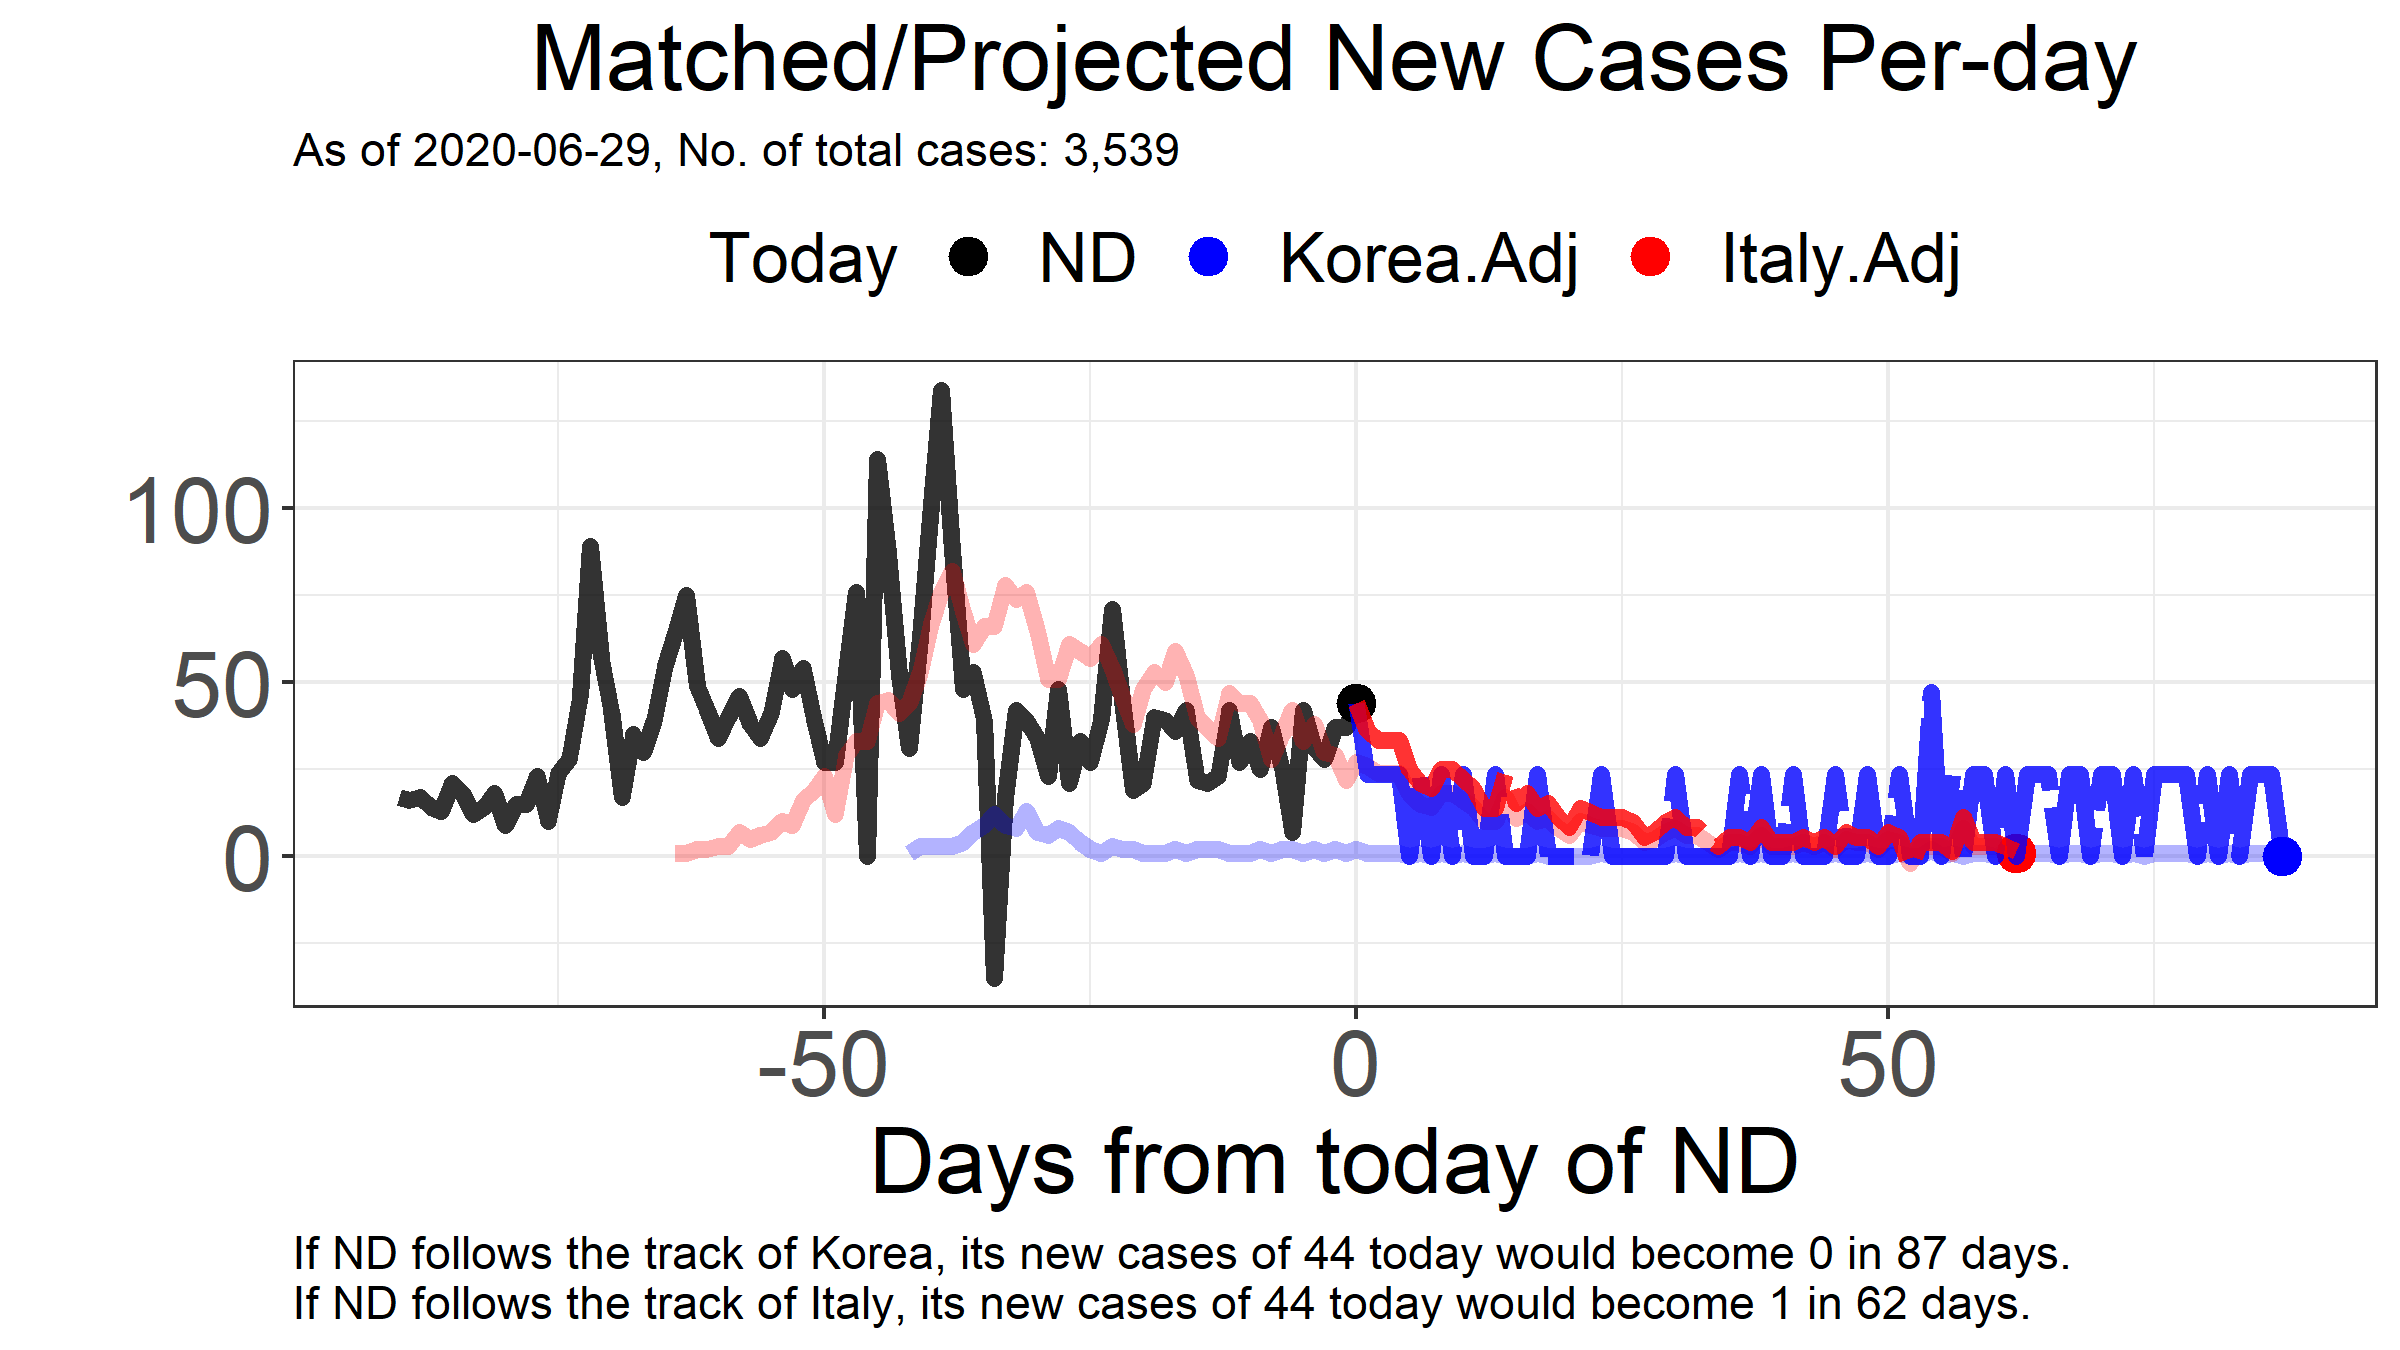 Matched/Projected New Cases Per-day
As of 2020-06-29, No. of total cases: 3,539
Today ND Korea.Adj Italy.Adj
100
50
0
-50 0 50
Days from today of ND
If ND follows the track of Korea, its new cases of 44 today would become 0 in 87 days.
If ND follows the track of Italy, its new cases of 44 today would become 1 in 62 days.